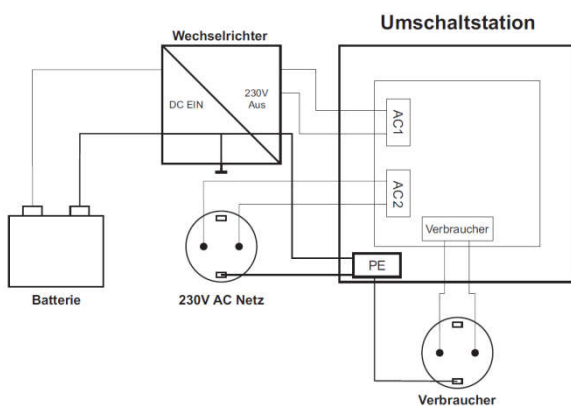 Umschaltstation
Wechselrichter
DC EIN
230V
Aus
AC1
AC2
Verbraucher
PE
Batterie
230V AC Netz
Verbraucher